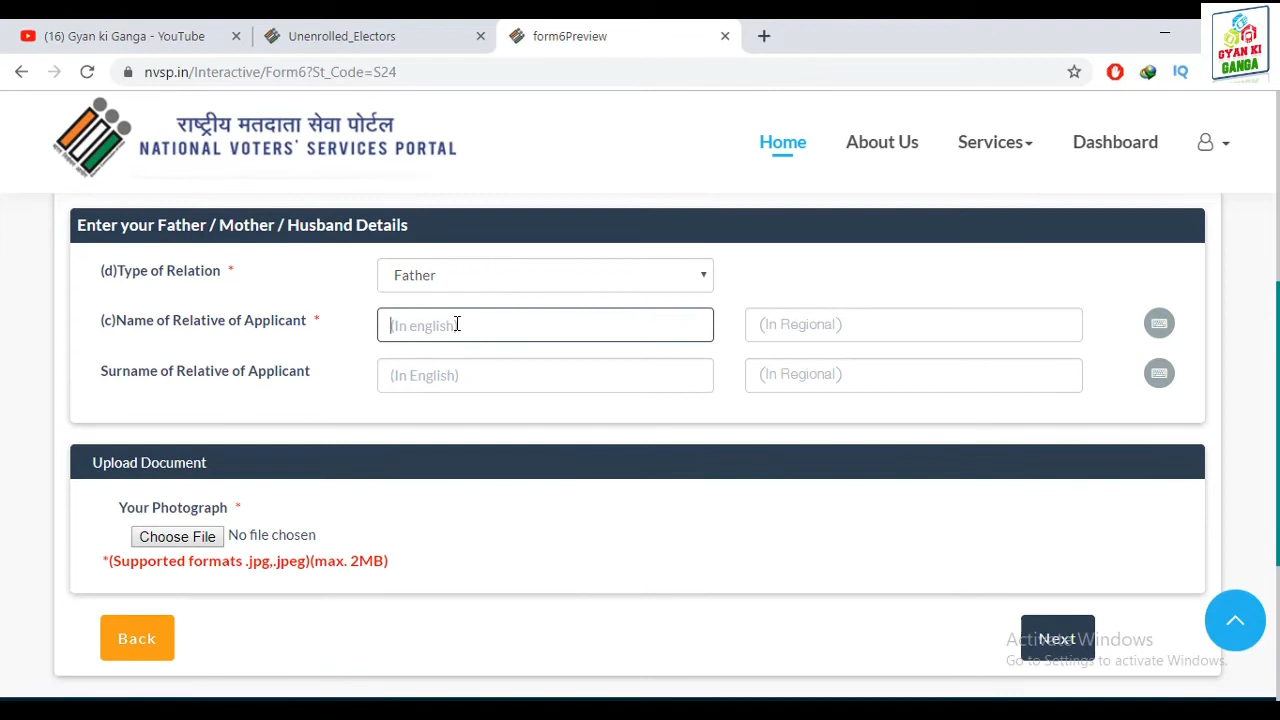 (16) Gyan ki Ganga - YouTube
Unenrolled_Electors
form6Preview
GYAN KI
GANGA
nvsp.in/Interactive/Form6?St_Code=S24
IQ
राष्ट्रीय मतदाता सेवा पोर्टल
NATIONAL VOTERS' SERVICES PORTAL
Home
About Us
Services
Dashboard
Enter your Father / Mother / Husband Details
(d)Type of Relation *
Father
(c)Name of Relative of Applicant *
(In english)
(In Regional)
Surname of Relative of Applicant
(In English)
(In Regional)
Upload Document
Your Photograph *
Choose File No file chosen
*(Supported formats .jpg,.jpeg)(max. 2MB)
Back
Next
Activate Windows
Go to Settings to activate Windows.